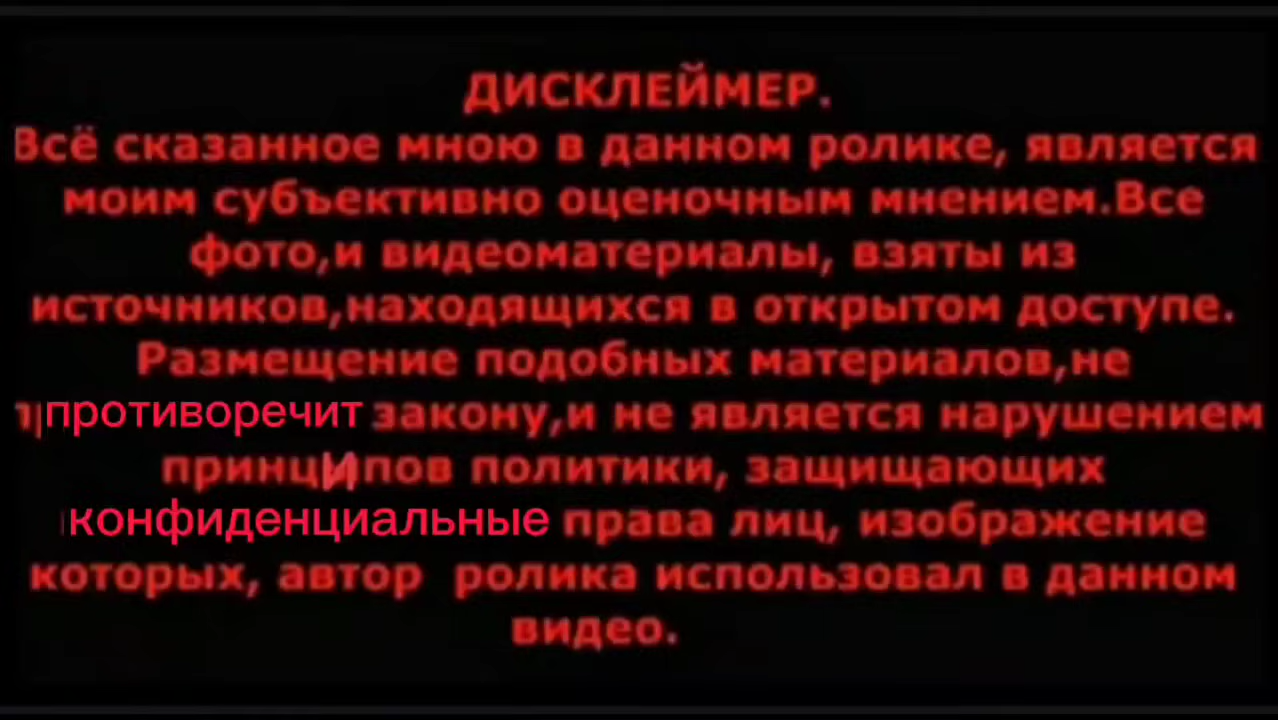 ДИСКЛЕЙМЕР.
Всё сказанное мною в данном ролике, является
моим субъективно оценочным мнением.Все
фото,и видеоматериалы, взяты из
источников,находящихся в открытом доступе.
Размещение подобных материалов,не
противоречит закону,и не является нарушением
принципов политики, защищающих
конфиденциальные права лиц, изображение
которых, автор ролика использовал в данном
видео.